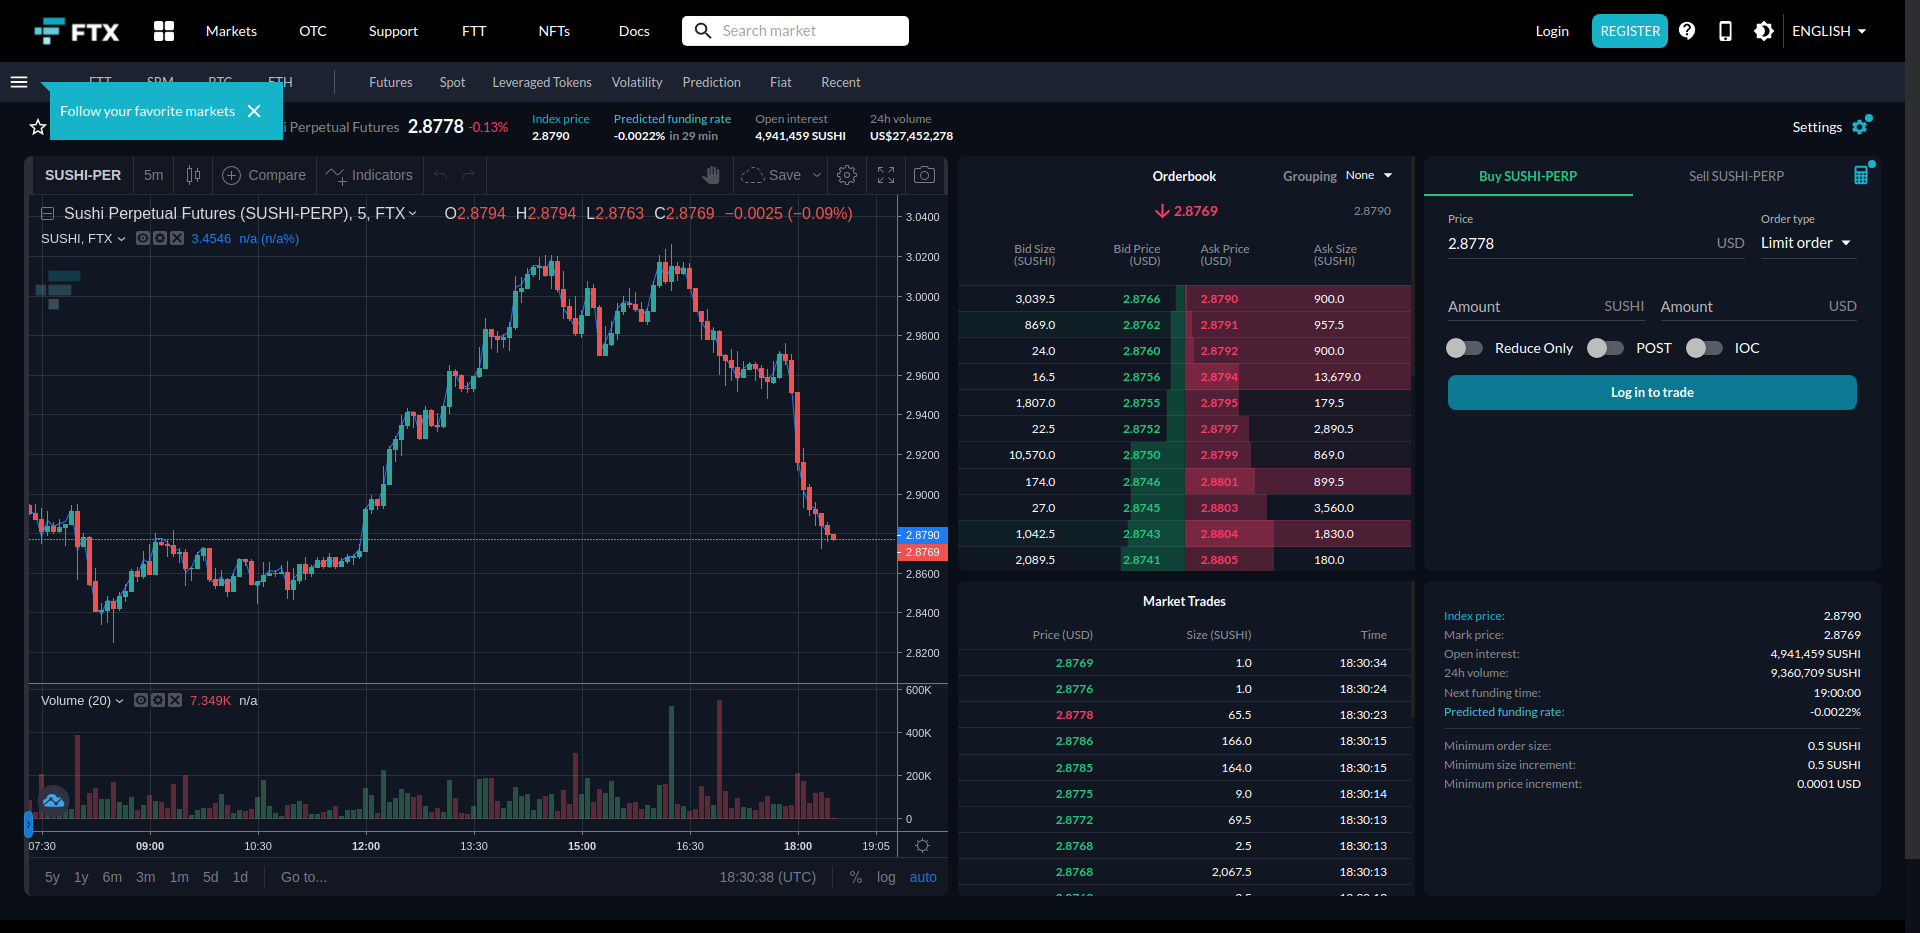 FTX Markets OTC Support FTT NFTs Docs Search market Login REGISTER ENGLISH
FTT SRM BTC ETH Futures Spot Leveraged Tokens Volatility Prediction Fiat Recent
Follow your favorite markets
Perpetual Futures 2.8778 -0.13%
Index price
2.8790
Predicted funding rate
-0.0022% in 29 min
Open interest
4,941,459 SUSHI
24h volume
US$27,452,278
Settings
SUSHI-PER 5m Compare Indicators Save
Sushi Perpetual Futures (SUSHI-PERP), 5, FTX O2.8794 H2.8794 L2.8763 C2.8769 −0.0025 (−0.09%)
SUSHI, FTX 3.4546 n/a (n/a%)
3.0400
3.0200
3.0000
2.9800
2.9600
2.9400
2.9200
2.9000
2.8790
2.8769
2.8600
2.8400
2.8200
Volume (20) 7.349K n/a
600K
400K
200K
0
07:30 09:00 10:30 12:00 13:30 15:00 16:30 18:00 19:05
5y 1y 6m 3m 1m 5d 1d Go to... 18:30:38 (UTC) % log auto
Orderbook Grouping None
2.8769 2.8790
Bid Size (SUSHI) Bid Price (USD) Ask Price (USD) Ask Size (SUSHI)
3,039.5 2.8766 2.8790 900.0
869.0 2.8762 2.8791 957.5
24.0 2.8760 2.8792 900.0
16.5 2.8756 2.8794 13,679.0
1,807.0 2.8755 2.8795 179.5
22.5 2.8752 2.8797 2,890.5
10,570.0 2.8750 2.8799 869.0
174.0 2.8746 2.8801 899.5
27.0 2.8745 2.8803 3,560.0
1,042.5 2.8743 2.8804 1,830.0
2,089.5 2.8741 2.8805 180.0
Market Trades
Price (USD) Size (SUSHI) Time
2.8769 1.0 18:30:34
2.8776 1.0 18:30:24
2.8778 65.5 18:30:23
2.8786 166.0 18:30:15
2.8785 164.0 18:30:15
2.8775 9.0 18:30:14
2.8772 69.5 18:30:13
2.8768 2.5 18:30:13
2.8768 2,067.5 18:30:13
Buy SUSHI-PERP Sell SUSHI-PERP
Price Order type
2.8778 USD Limit order
Amount SUSHI Amount USD
Reduce Only POST IOC
Log in to trade
Index price: 2.8790
Mark price: 2.8769
Open interest: 4,941,459 SUSHI
24h volume: 9,360,709 SUSHI
Next funding time: 19:00:00
Predicted funding rate: -0.0022%
Minimum order size: 0.5 SUSHI
Minimum size increment: 0.5 SUSHI
Minimum price increment: 0.0001 USD